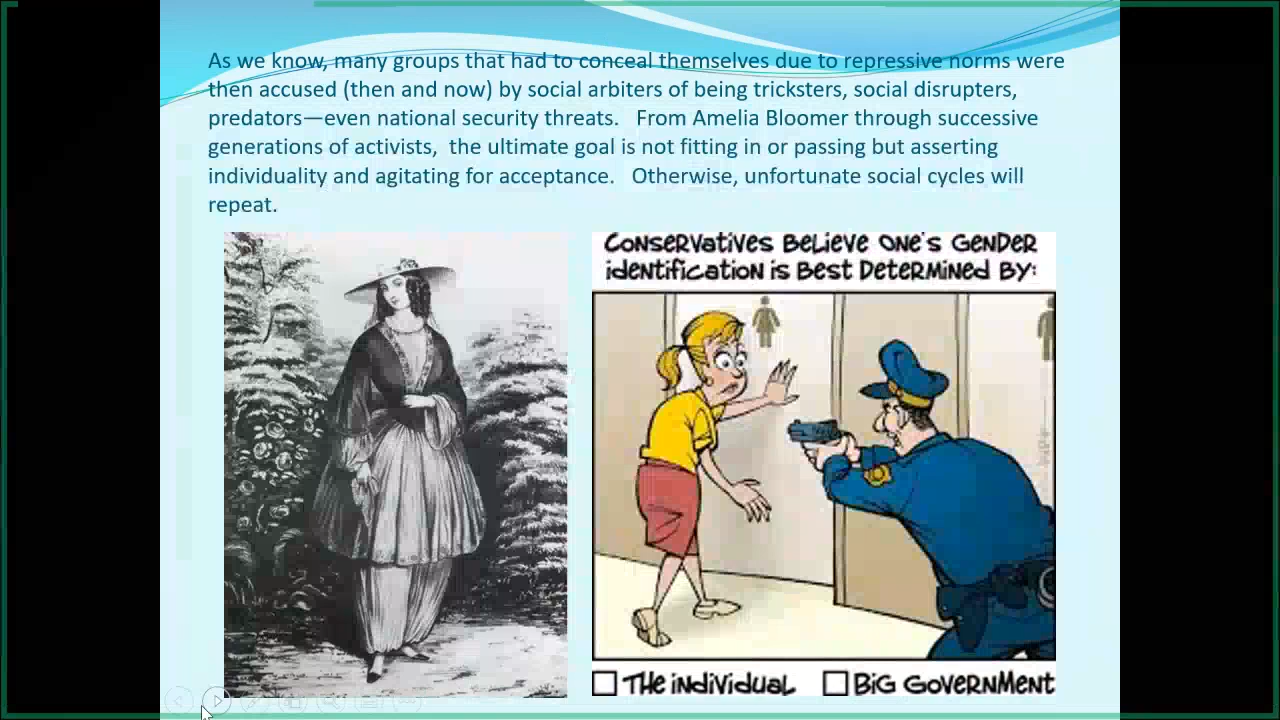 As we know, many groups that had to conceal themselves due to repressive norms were
then accused (then and now) by social arbiters of being tricksters, social disrupters,
predators—even national security threats.   From Amelia Bloomer through successive
generations of activists,  the ultimate goal is not fitting in or passing but asserting
individuality and agitating for acceptance.   Otherwise, unfortunate social cycles will
repeat.
CONSERVATIVES BELIEVE ONE'S GENDER
IDENTIFICATION IS BEST DETERMINED BY:
THE INDIVIDUAL
BIG GOVERNMENT